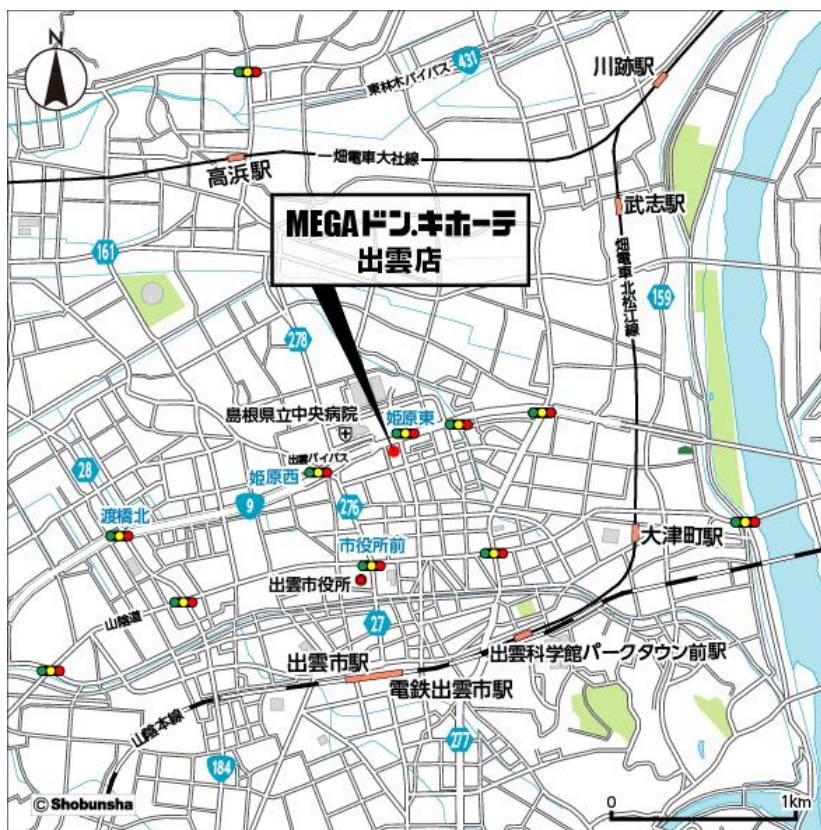 N
431
川跡駅
東林木バイパス
一畑電車大社線
高浜駅
武志駅
MEGAドン.キホーテ
出雲店
161
一畑電車北松江線
159
278
島根県立中央病院
姫原東
出雲バイパス
28
姫原西
9
276
渡橋北
市役所前
大津町駅
出雲市役所
山陰道
27
出雲科学館パークタウン前駅
出雲市駅
電鉄出雲市駅
山陰本線
277
184
© Shobunsha
0
1km